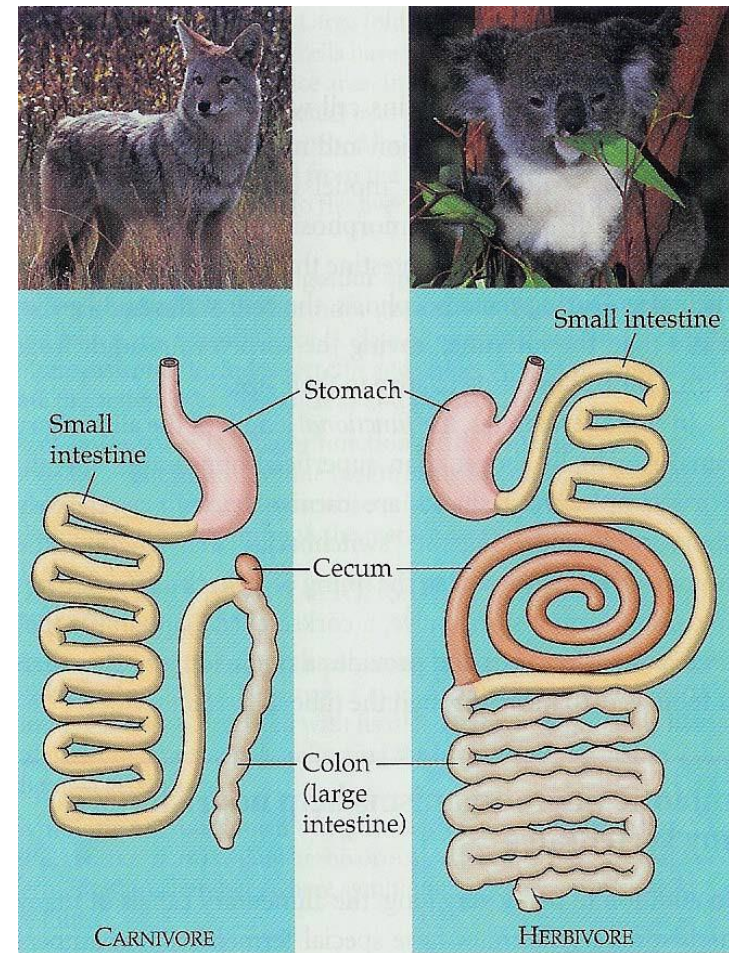 Small intestine
Stomach
Small
intestine
Cecum
Colon
(large
intestine)
CARNIVORE
HERBIVORE